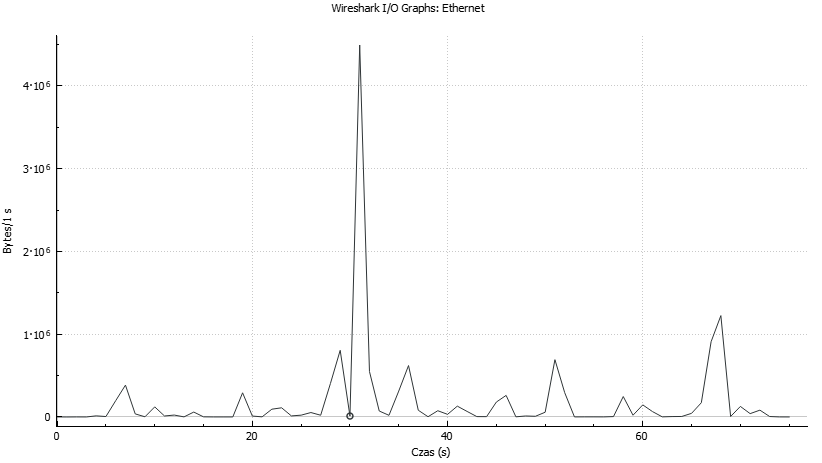 Wireshark I/O Graphs: Ethernet
Bytes/1 s
4·10⁶
3·10⁶
2·10⁶
1·10⁶
0
0 20 40 60
Czas (s)